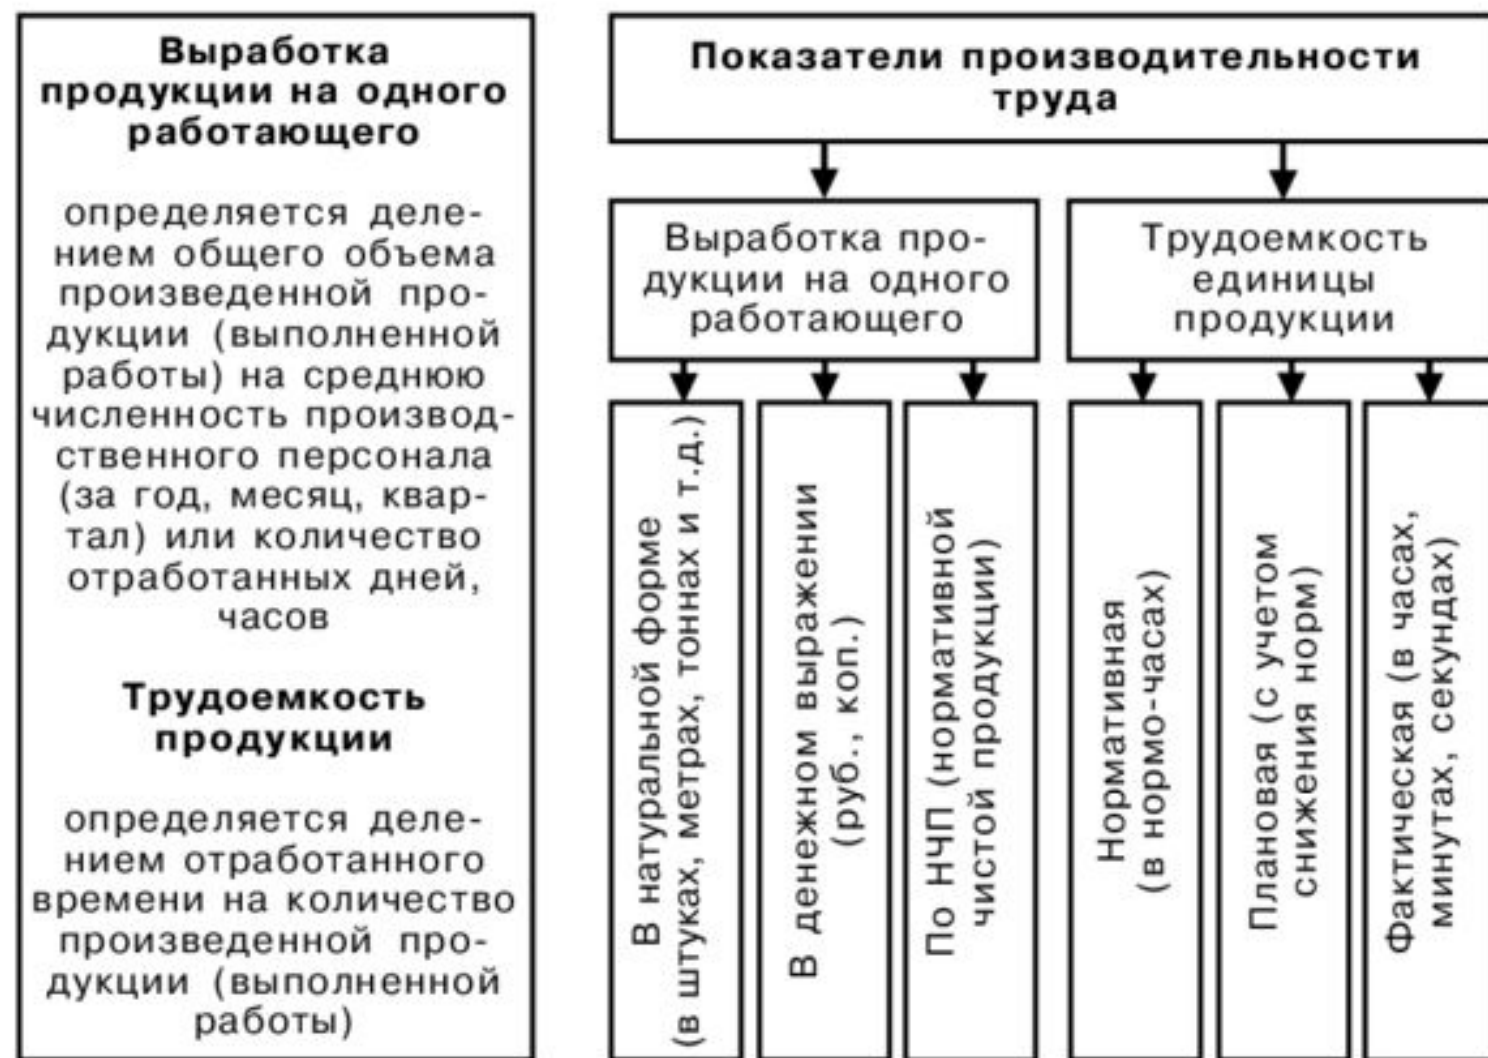 Выработка
продукции на одного
работающего
определяется деле-
нием общего объема
произведенной про-
дукции (выполненной
работы) на среднюю
численность производ-
ственного персонала
(за год, месяц, квар-
тал) или количество
отработанных дней,
часов
Трудоемкость
продукции
определяется деле-
нием отработанного
времени на количество
произведенной про-
дукции (выполненной
работы)
Показатели производительности
труда
Выработка про-
дукции на одного
работающего
Трудоемкость
единицы
продукции
В натуральной форме
(в штуках, метрах, тоннах и т.д.)
В денежном выражении
(руб., коп.)
По НЧП (нормативной
чистой продукции)
Нормативная
(в нормо-часах)
Плановая (с учетом
снижения норм)
Фактическая (в часах,
минутах, секундах)